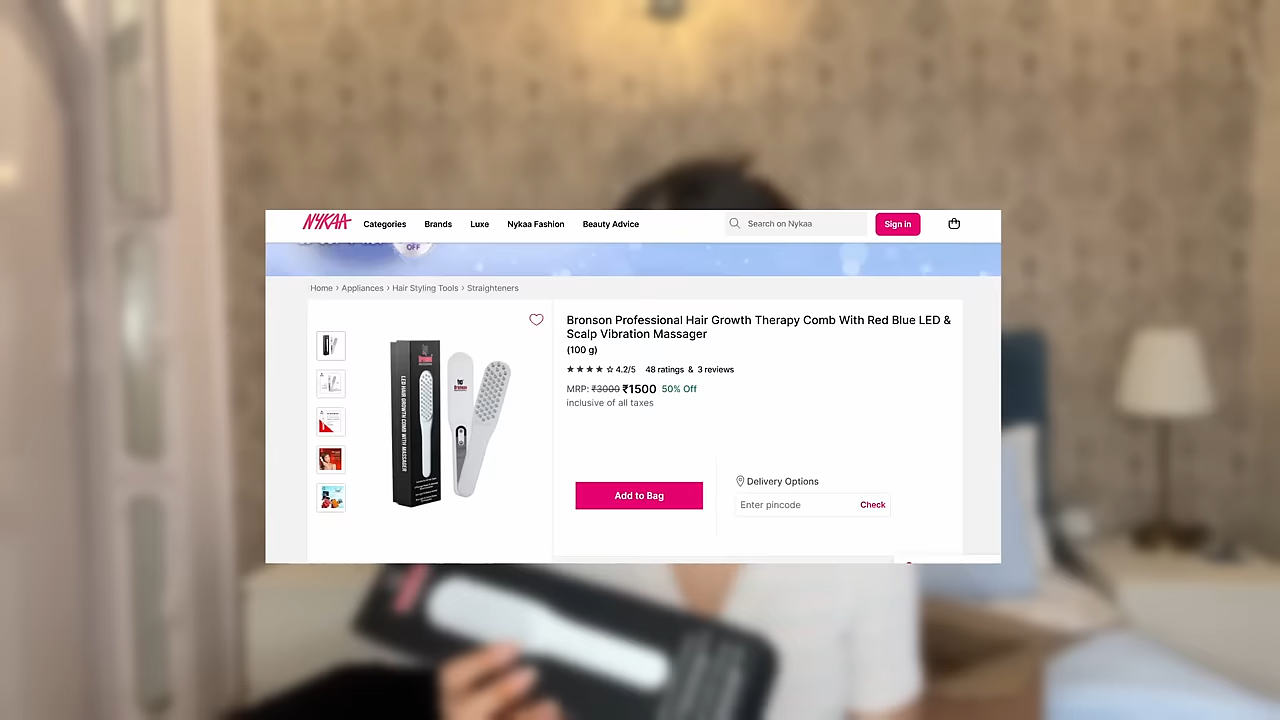 NYKAA Categories Brands Luxe Nykaa Fashion Beauty Advice Search on Nykaa Sign in
OFF
Home › Appliances › Hair Styling Tools › Straighteners
Bronson Professional Hair Growth Therapy Comb With Red Blue LED &
Scalp Vibration Massager
(100 g)
4.2/5 48 ratings & 3 reviews
MRP: ₹3000 ₹1500 50% Off
inclusive of all taxes
LED HAIR GROWTH COMB WITH MASSAGER
Bronson
Delivery Options
Add to Bag
Enter pincode Check